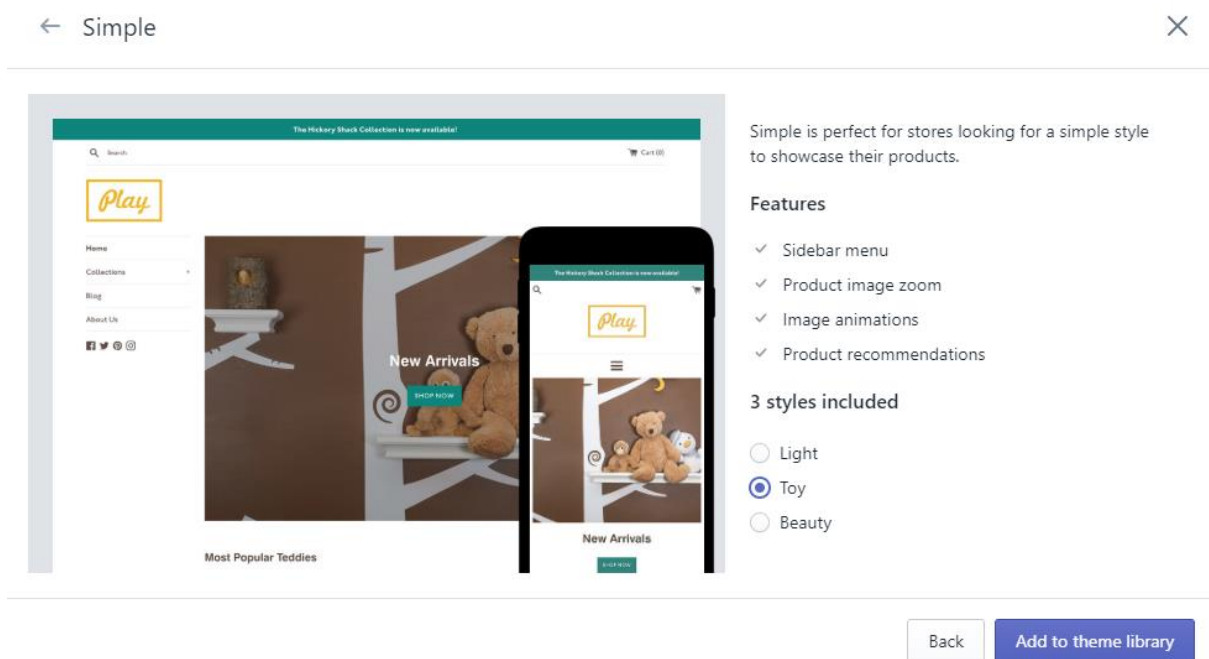 Simple
The Hickory Shack Collection is now available!
Search
Cart (0)
Play
Home
Collections
Blog
About Us
New Arrivals
SHOP NOW
Most Popular Teddies
The Hickory Shack Collection is now available!
Play
New Arrivals
SHOP NOW
Simple is perfect for stores looking for a simple style
to showcase their products.
Features
Sidebar menu
Product image zoom
Image animations
Product recommendations
3 styles included
Light
Toy
Beauty
Back
Add to theme library